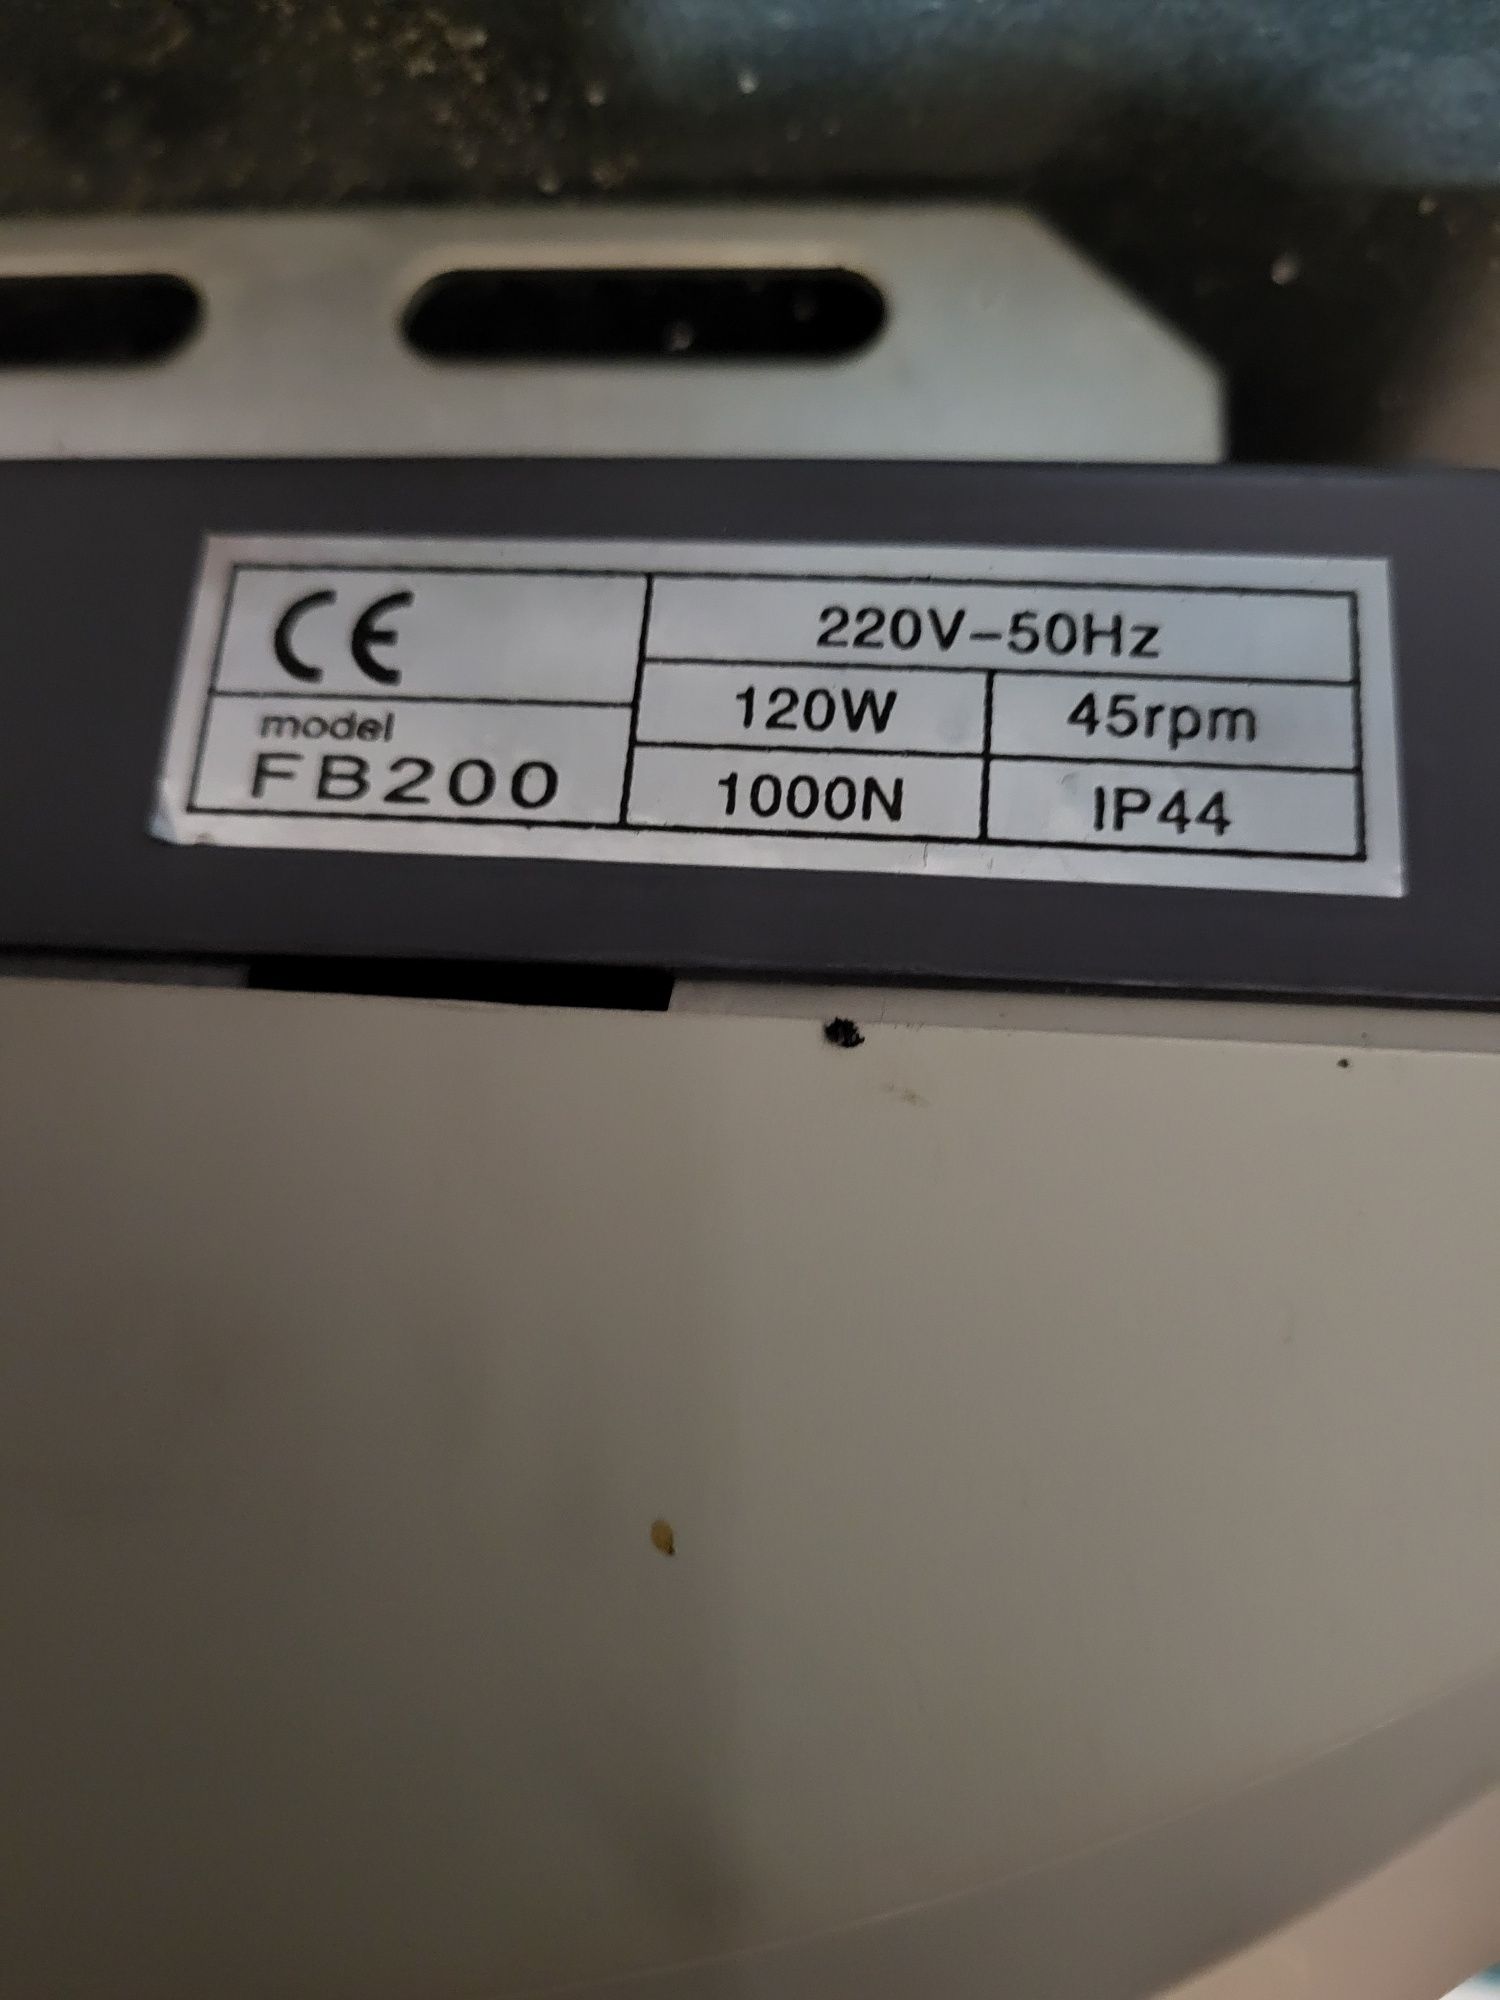 CE
model
FB200
220V-50Hz
120W 45rpm
1000N IP44